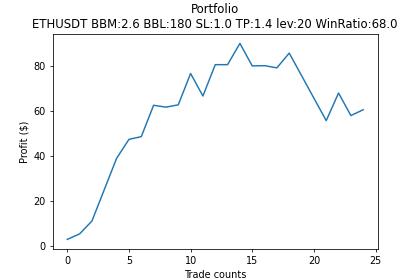 Portfolio
ETHUSDT BBM:2.6 BBL:180 SL:1.0 TP:1.4 lev:20 WinRatio:68.0
80
60
40
20
0
Profit ($)
0 5 10 15 20 25
Trade counts